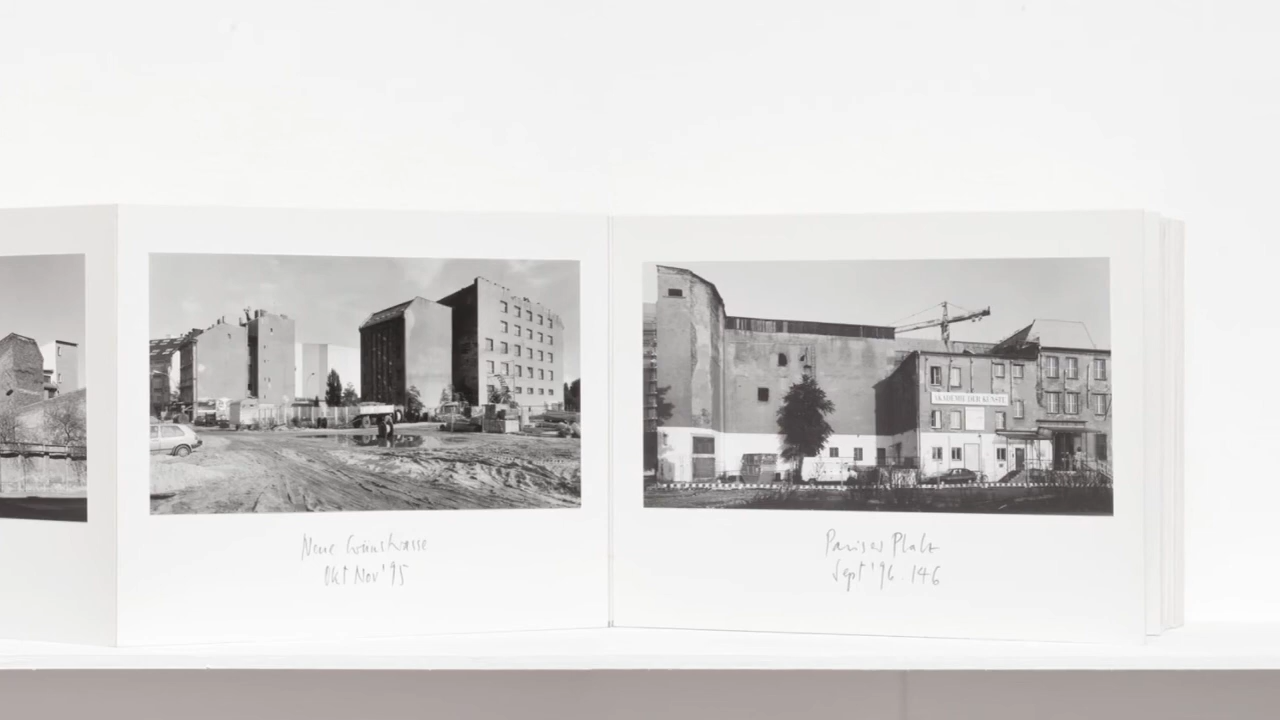 Neue Grünstrasse
Okt Nov '95
AKADEMIE DER KÜNSTE
Pariser Platz
Sept '96. 146